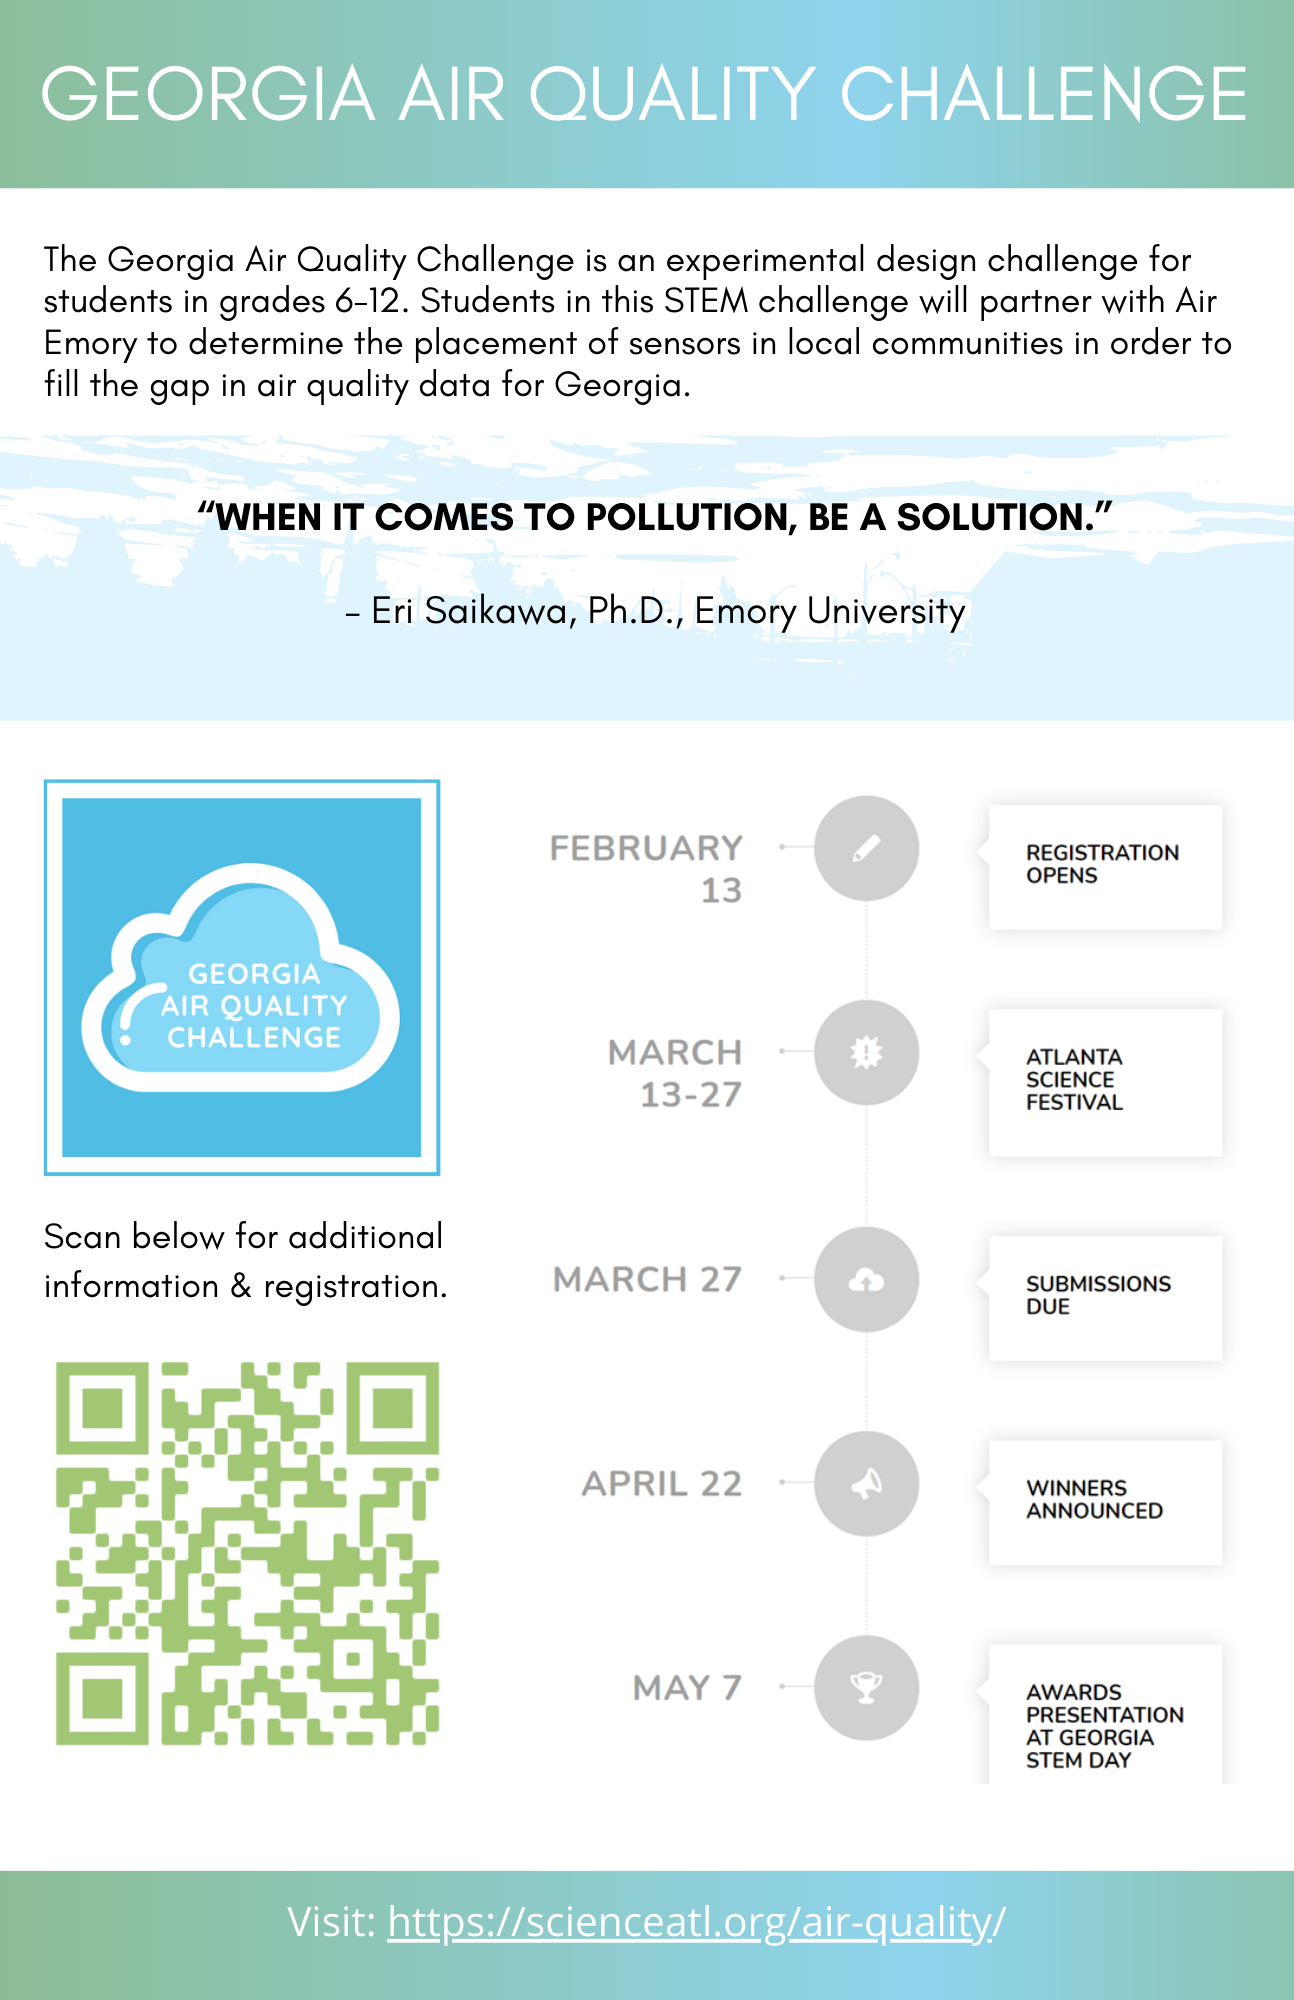 GEORGIA AIR QUALITY CHALLENGE
The Georgia Air Quality Challenge is an experimental design challenge for
students in grades 6-12. Students in this STEM challenge will partner with Air
Emory to determine the placement of sensors in local communities in order to
fill the gap in air quality data for Georgia.
“WHEN IT COMES TO POLLUTION, BE A SOLUTION.”
- Eri Saikawa, Ph.D., Emory University
GEORGIA
AIR QUALITY
CHALLENGE
Scan below for additional
information & registration.
FEBRUARY
13
REGISTRATION
OPENS
MARCH
13-27
ATLANTA
SCIENCE
FESTIVAL
MARCH 27
SUBMISSIONS
DUE
APRIL 22
WINNERS
ANNOUNCED
MAY 7
AWARDS
PRESENTATION
AT GEORGIA
STEM DAY
Visit: https://scienceatl.org/air-quality/